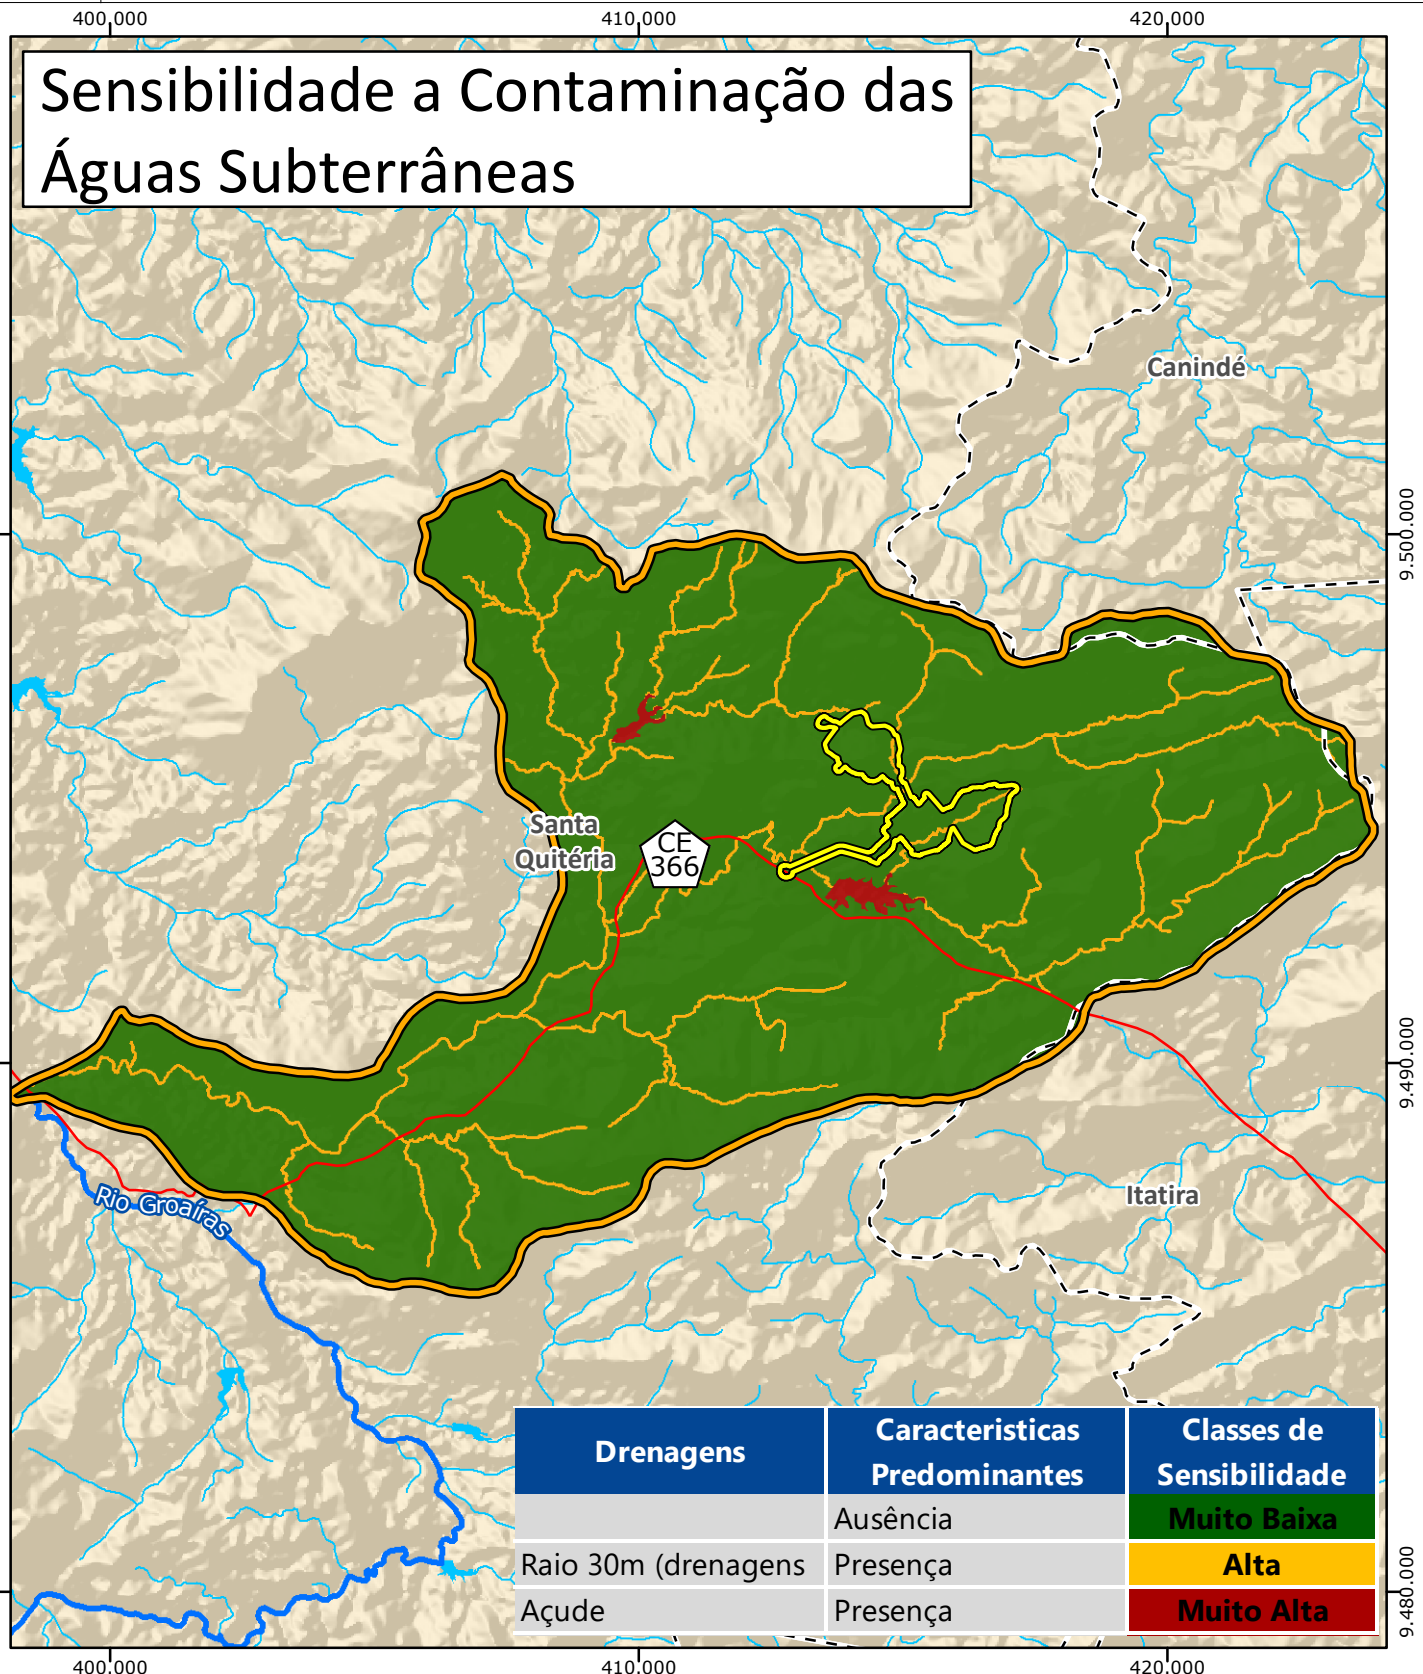 400.000
410.000
420.000
Sensibilidade a Contaminação das
Águas Subterrâneas
Canindé
9.500.000
Santa
Quitéria
CE
366
9.490.000
Rio Groaíras
Itatira
Drenagens
Caracteristicas
Predominantes
Classes de
Sensibilidade
Ausência
Muito Baixa
Raio 30m (drenagens
Presença
Alta
Açude
Presença
Muito Alta
9.480.000
400.000
410.000
420.000